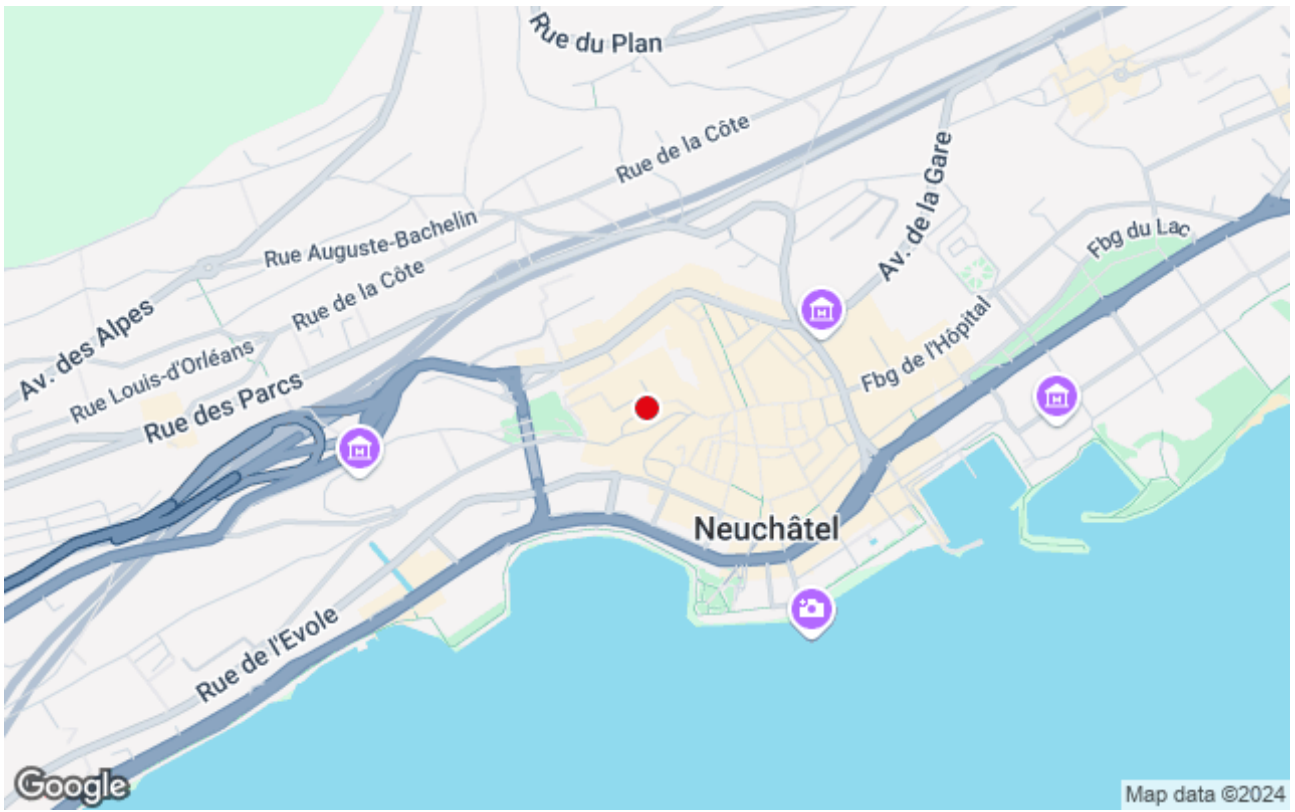 Rue du Plan
Rue de la Côte
Av. de la Gare
Rue Auguste-Bachelin
Fbg du Lac
Rue de la Côte
Av. des Alpes
Rue Louis-d'Orléans
Fbg de l'Hôpital
Rue des Parcs
Neuchâtel
Rue de l'Evole
Google
Map data ©2024